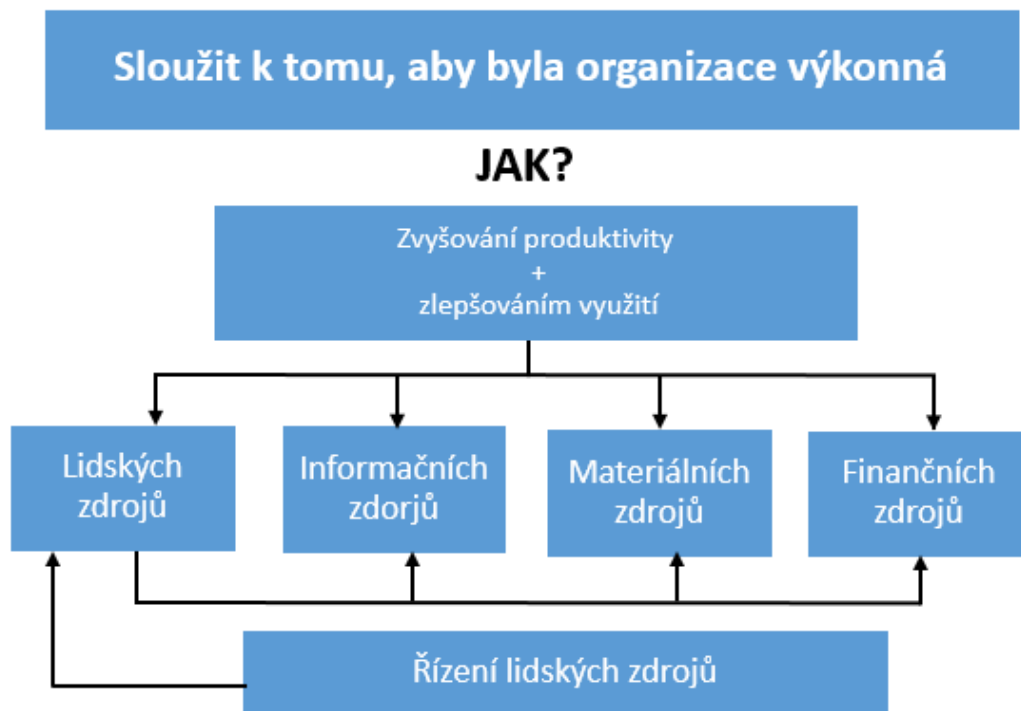 Sloužit k tomu, aby byla organizace výkonná
JAK?
Zvyšování produktivity
+
zlepšováním využití
Lidských
zdrojů
Informačních
zdorjů
Materiálních
zdrojů
Finančních
zdrojů
Řízení lidských zdrojů